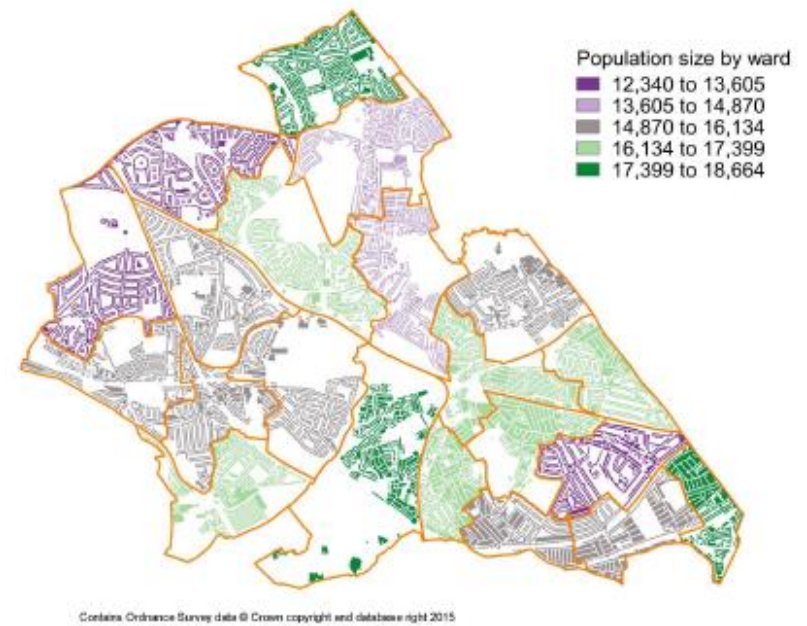 Population size by ward
12,340 to 13,605
13,605 to 14,870
14,870 to 16,134
16,134 to 17,399
17,399 to 18,664
Contains Ordnance Survey data © Crown copyright and database right 2015